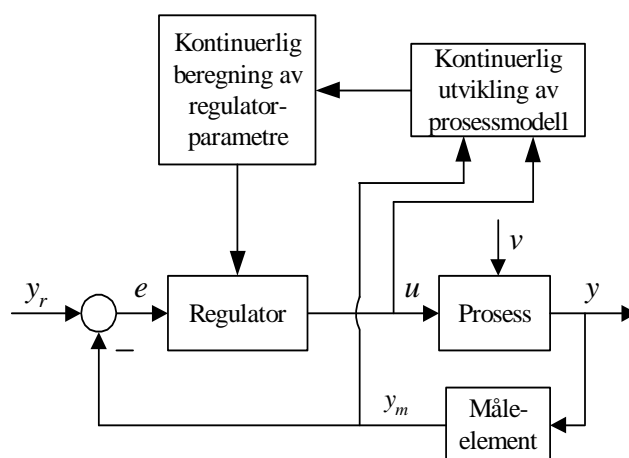 Kontinuerlig
beregning av
regulator-
parametre
Kontinuerlig
utvikling av
prosessmodell
v
y_r
e
Regulator
u
Prosess
y
−
y_m
Måle-
element